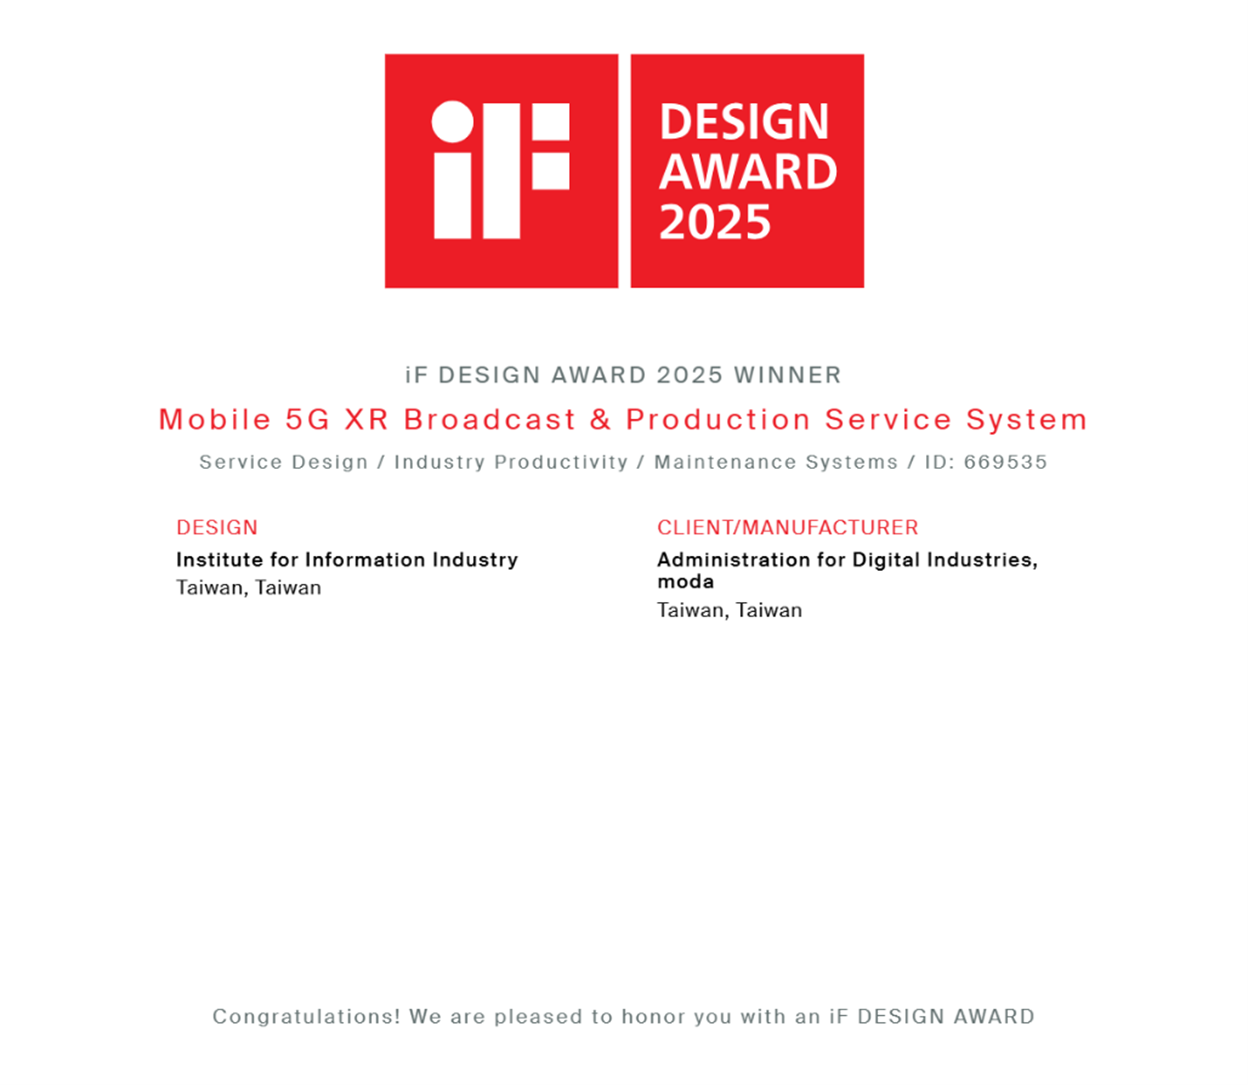 iF
DESIGN
AWARD
2025
iF DESIGN AWARD 2025 WINNER
Mobile 5G XR Broadcast & Production Service System
Service Design / Industry Productivity / Maintenance Systems / ID: 669535
DESIGN
Institute for Information Industry
Taiwan, Taiwan
CLIENT/MANUFACTURER
Administration for Digital Industries,
moda
Taiwan, Taiwan
Congratulations! We are pleased to honor you with an iF DESIGN AWARD